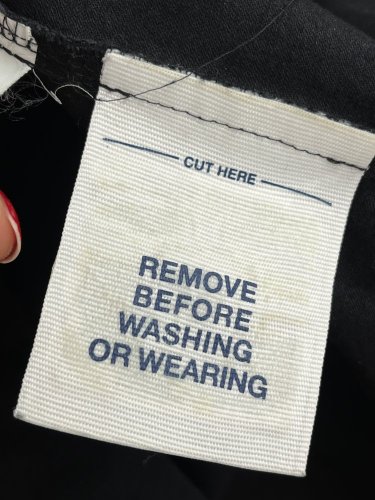 CUT HERE
REMOVE
BEFORE
WASHING
OR WEARING